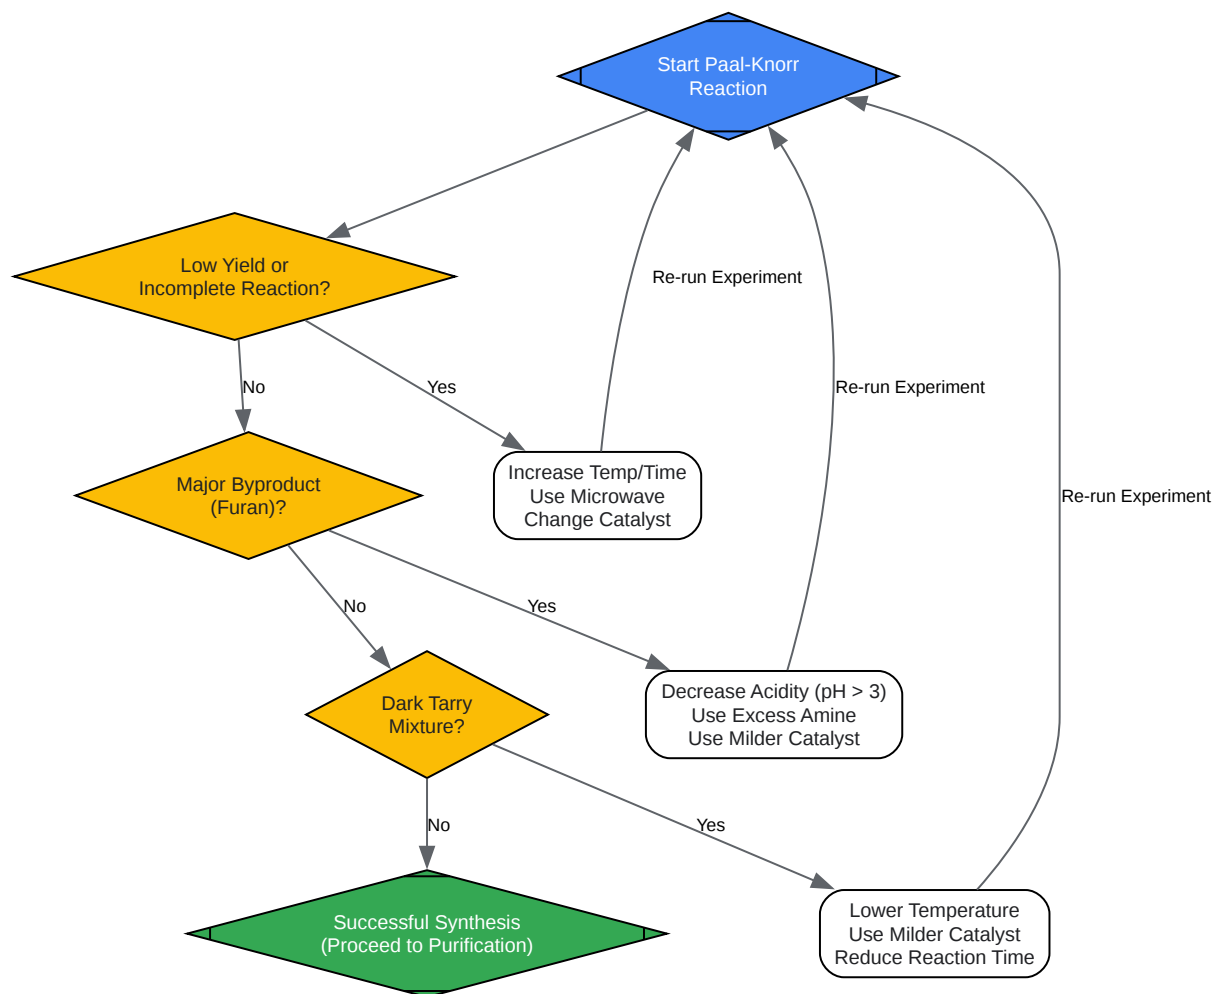 Start Paal-Knorr
Reaction
Low Yield or
Incomplete Reaction?
Re-run Experiment
No
Yes
Re-run Experiment
Major Byproduct
(Furan)?
Increase Temp/Time
Use Microwave
Change Catalyst
Re-run Experiment
No
Yes
Dark Tarry
Mixture?
Decrease Acidity (pH > 3)
Use Excess Amine
Use Milder Catalyst
No
Yes
Successful Synthesis
(Proceed to Purification)
Lower Temperature
Use Milder Catalyst
Reduce Reaction Time